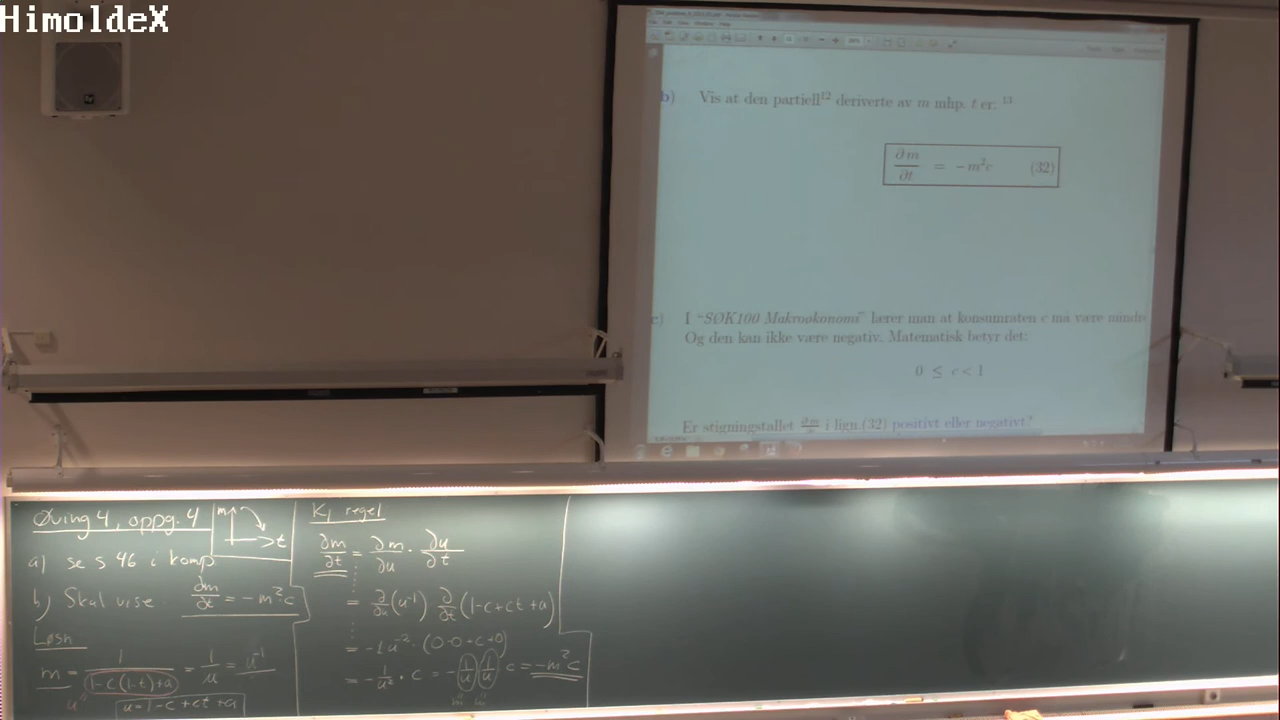 HimoldeX
b) Vis at den partiell¹² deriverte av m mhp. t er: ¹³
∂m/∂t = −m²c (32)
c) I "SØK100 Makroøkonomi" lærer man at konsumraten c må være mindre
Og den kan ikke være negativ. Matematisk betyr det:
0 ≤ c < 1
Er stigningstallet ∂m/∂t i lign.(32) positivt eller negativt?
Øving 4, oppg. 4
m
t
a) se s 46 i komp
b) Skal vise ∂m/∂t = −m²c
Løsn
m = 1/(1−c(1−t)+a) = 1/u = u⁻¹
u
u=1−c+ct+a
Kj regel
∂m/∂t = ∂m/∂u · ∂u/∂t
= ∂/∂u (u⁻¹) ∂/∂t (1−c+ct+a)
= −1u⁻² · (0−0+c+0)
= −1/u² · c = −(1/u)(1/u) c = −m²c
m m